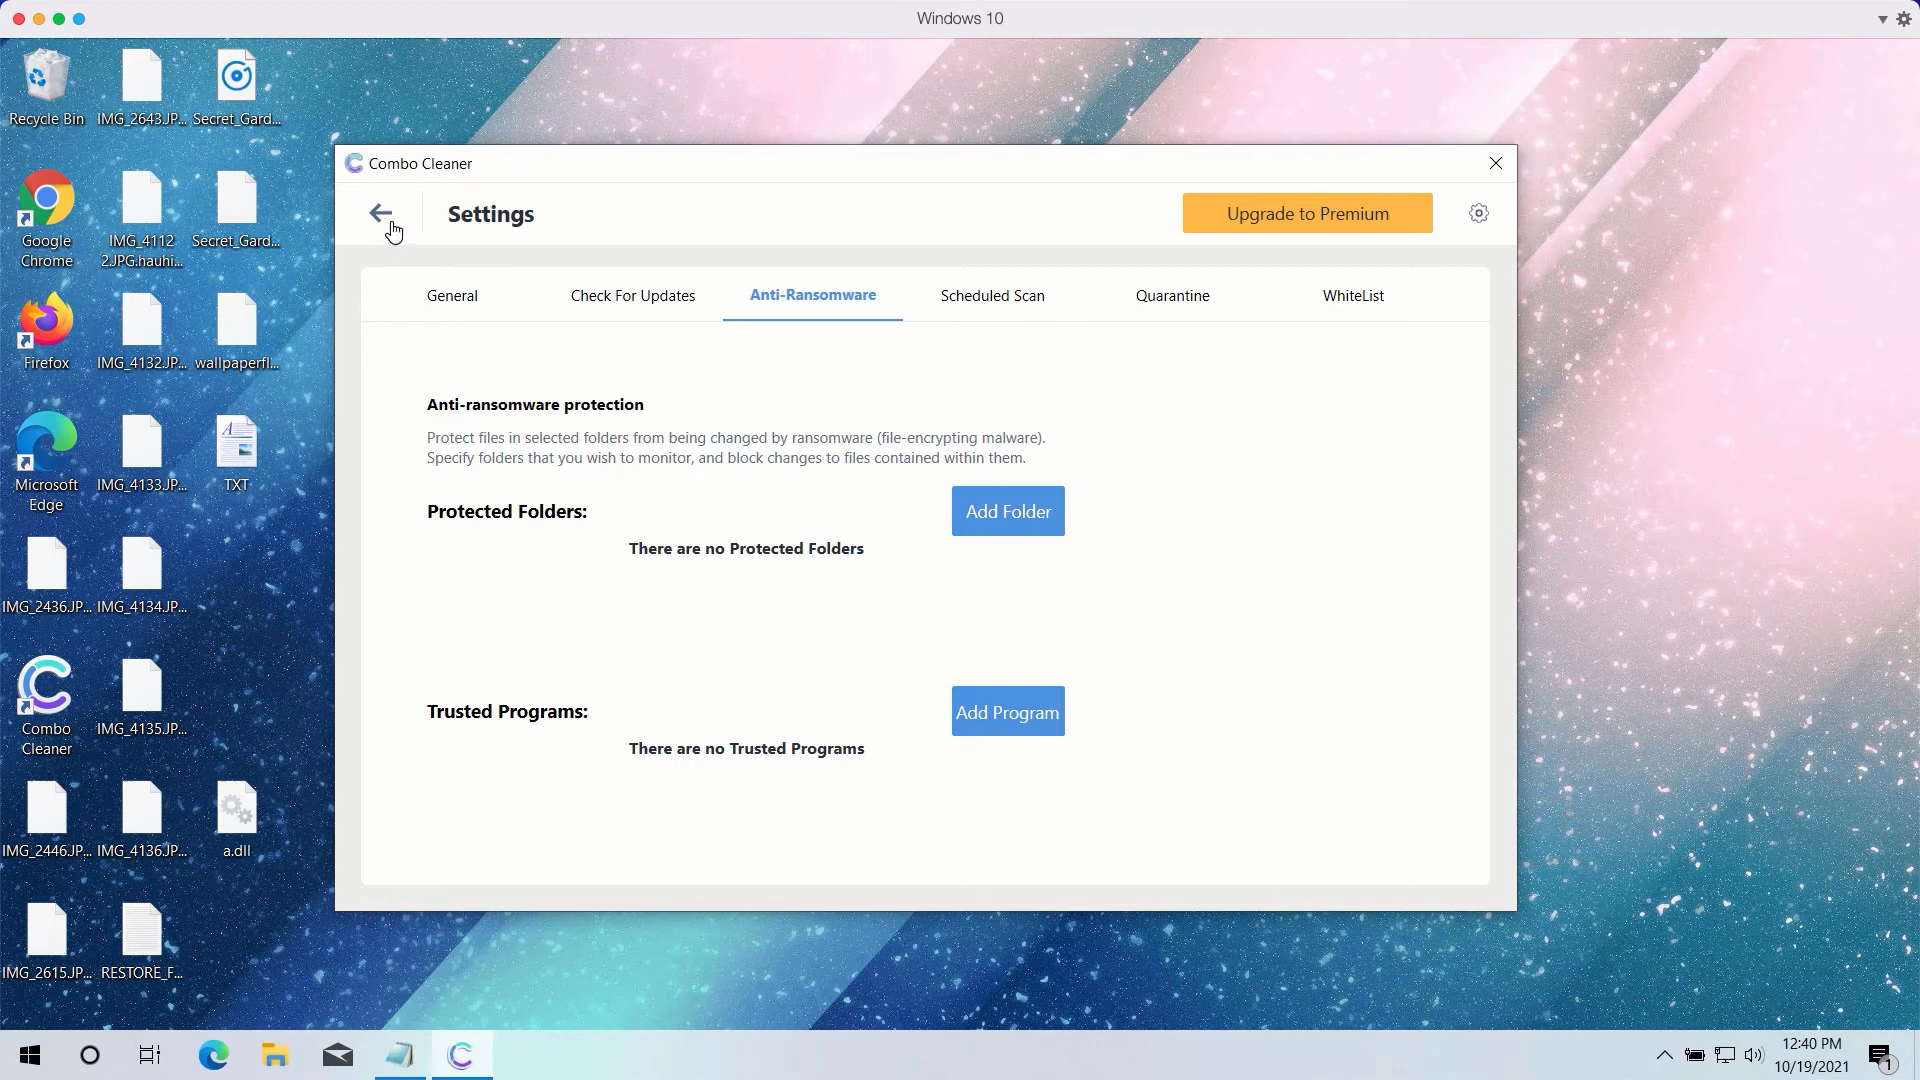 Windows 10
Recycle Bin
IMG_2643.JP...
Secret_Gard...
Google
Chrome
IMG_4112
2.JPG.hauhi...
Secret_Gard...
Firefox
IMG_4132.JP...
wallpaperfl...
Microsoft
Edge
IMG_4133.JP...
TXT
IMG_2436.JP...
IMG_4134.JP...
Combo
Cleaner
IMG_4135.JP...
IMG_2446.JP...
IMG_4136.JP...
a.dll
IMG_2615.JP...
RESTORE_F...
Combo Cleaner
Settings
Upgrade to Premium
General
Check For Updates
Anti-Ransomware
Scheduled Scan
Quarantine
WhiteList
Anti-ransomware protection
Protect files in selected folders from being changed by ransomware (file-encrypting malware).
Specify folders that you wish to monitor, and block changes to files contained within them.
Protected Folders:
Add Folder
There are no Protected Folders
Trusted Programs:
Add Program
There are no Trusted Programs
12:40 PM
10/19/2021
1